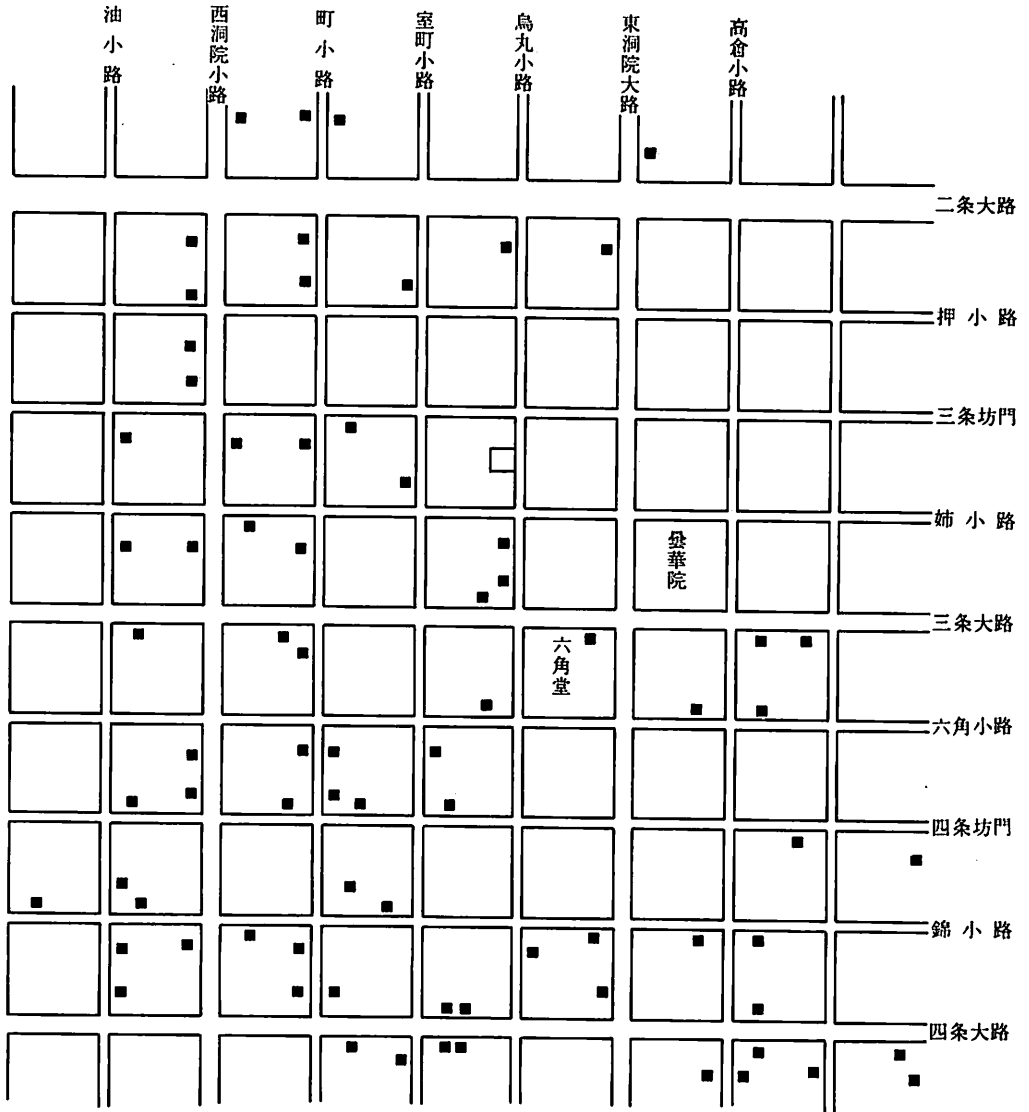 油小路
西洞院小路
町小路
室町小路
烏丸小路
東洞院大路
高倉小路
二条大路
押小路
三条坊門
姉小路
曇華院
三条大路
六角堂
六角小路
四条坊門
錦小路
四条大路